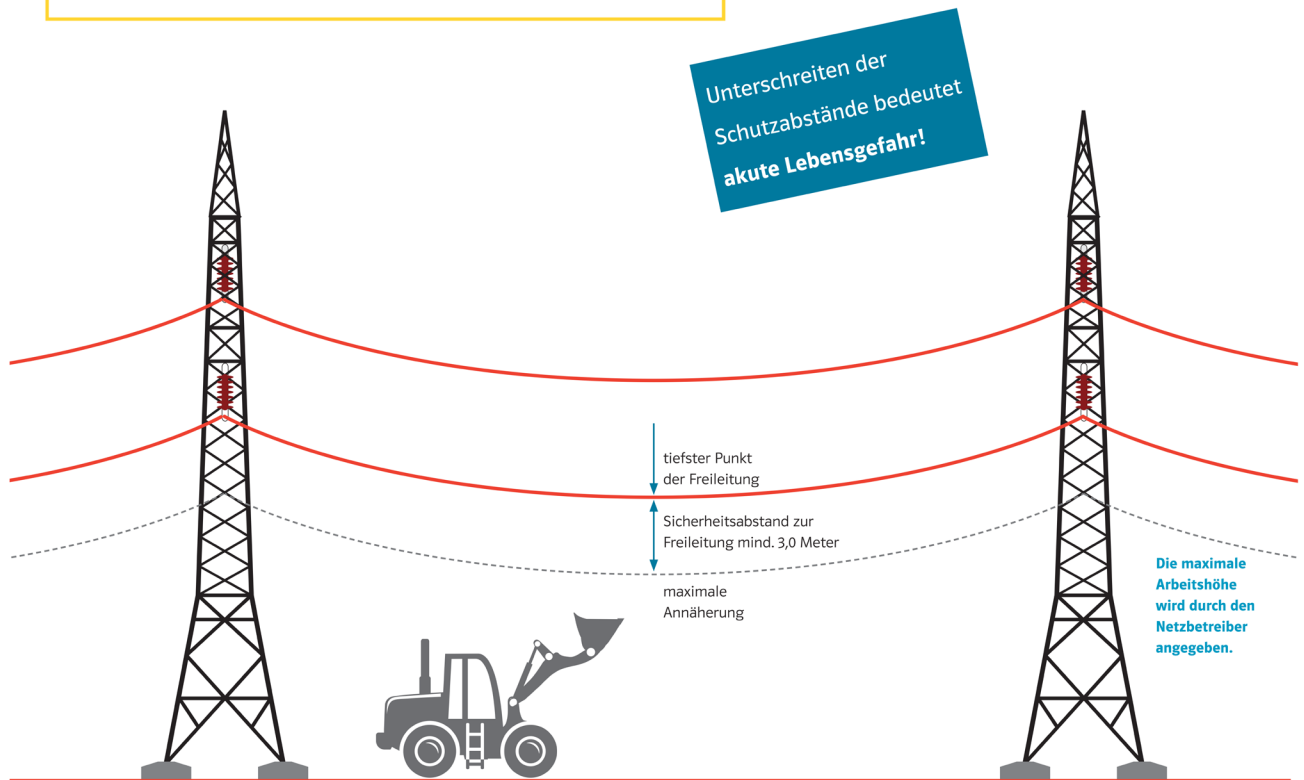 Unterschreiten der
Schutzabstände bedeutet
akute Lebensgefahr!
tiefster Punkt
der Freileitung
Sicherheitsabstand zur
Freileitung mind. 3,0 Meter
maximale
Annäherung
Die maximale
Arbeitshöhe
wird durch den
Netzbetreiber
angegeben.